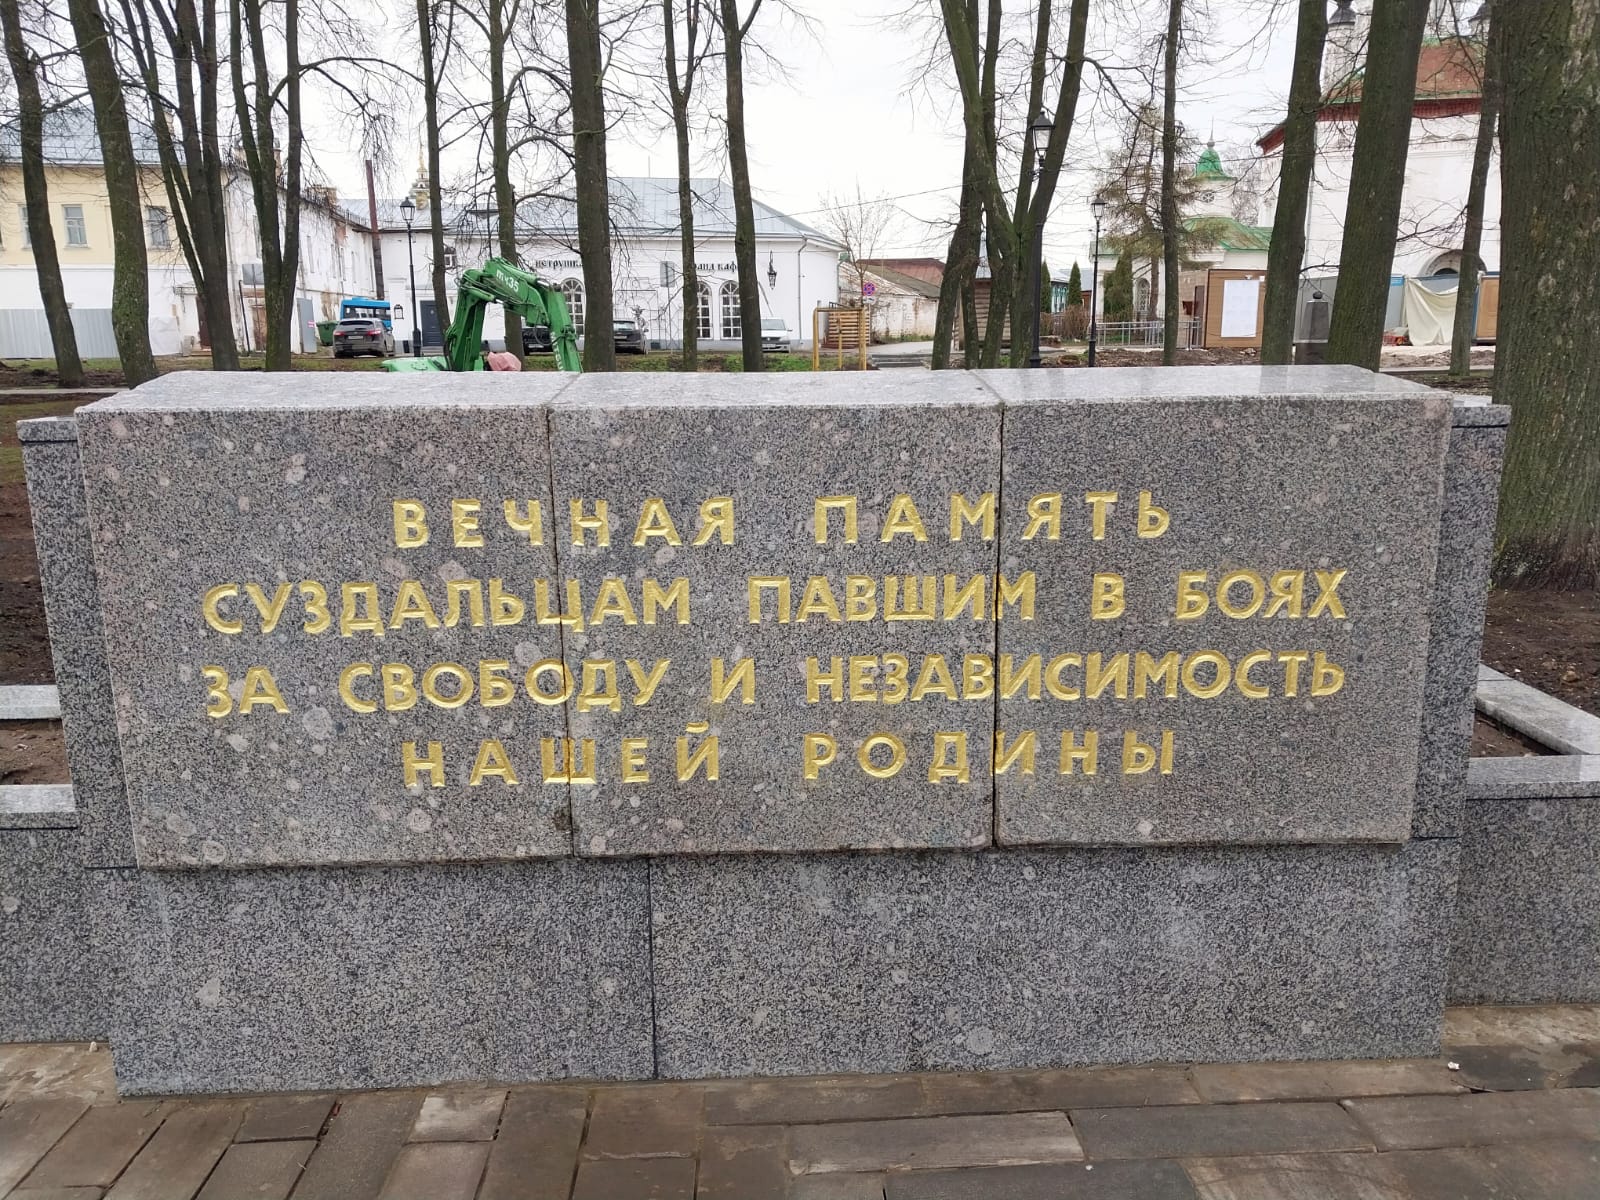 ВЕЧНАЯ ПАМЯТЬ
СУЗДАЛЬЦАМ ПАВШИМ В БОЯХ
ЗА СВОБОДУ И НЕЗАВИСИМОСТЬ
НАШЕЙ РОДИНЫ